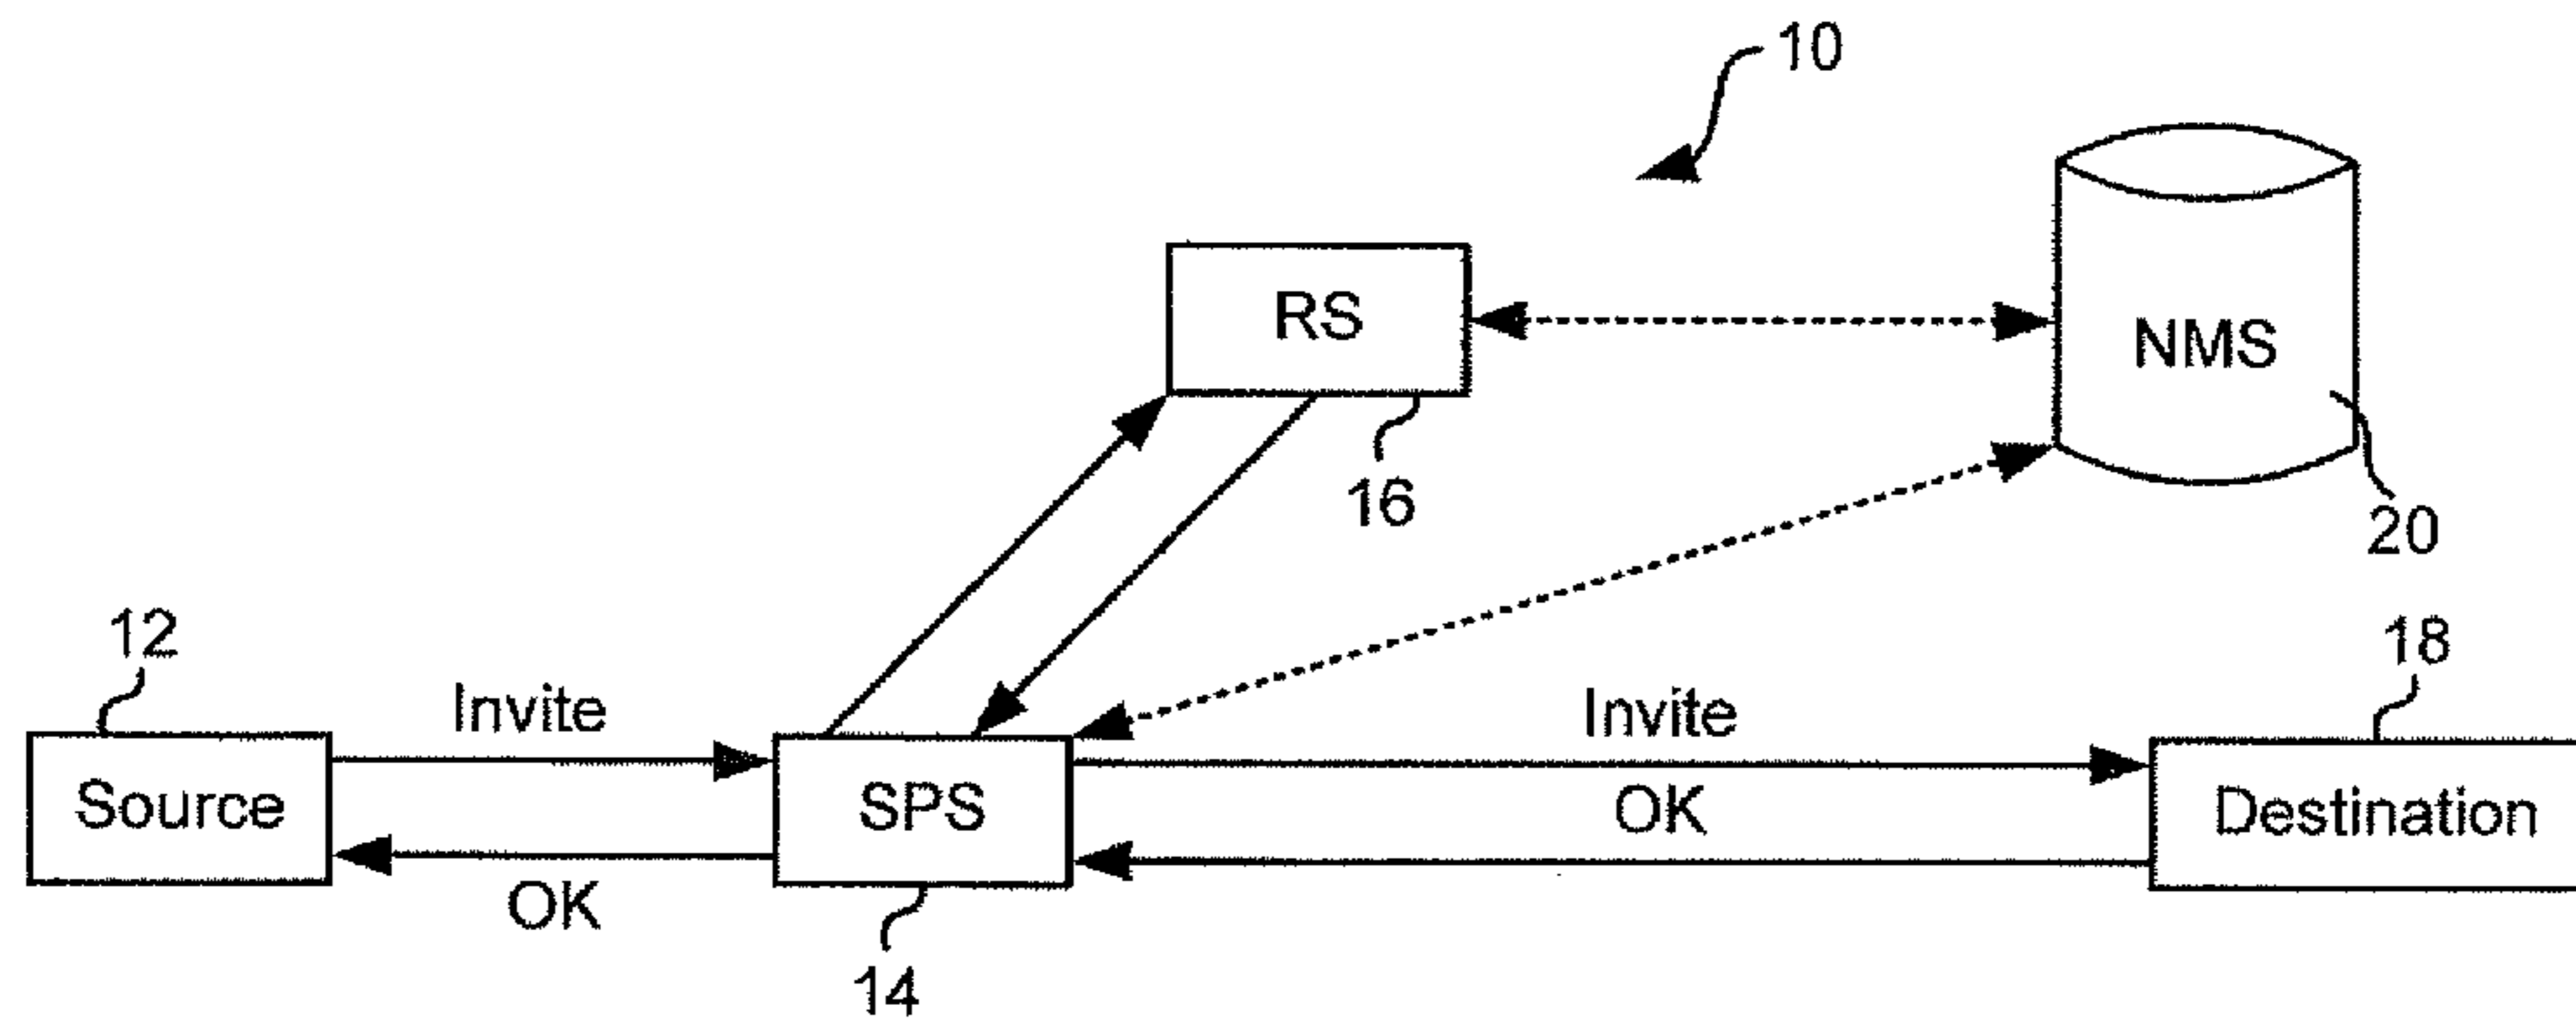 10
RS
NMS
16
20
12
18
Invite
Invite
Source
SPS
OK
Destination
OK
14